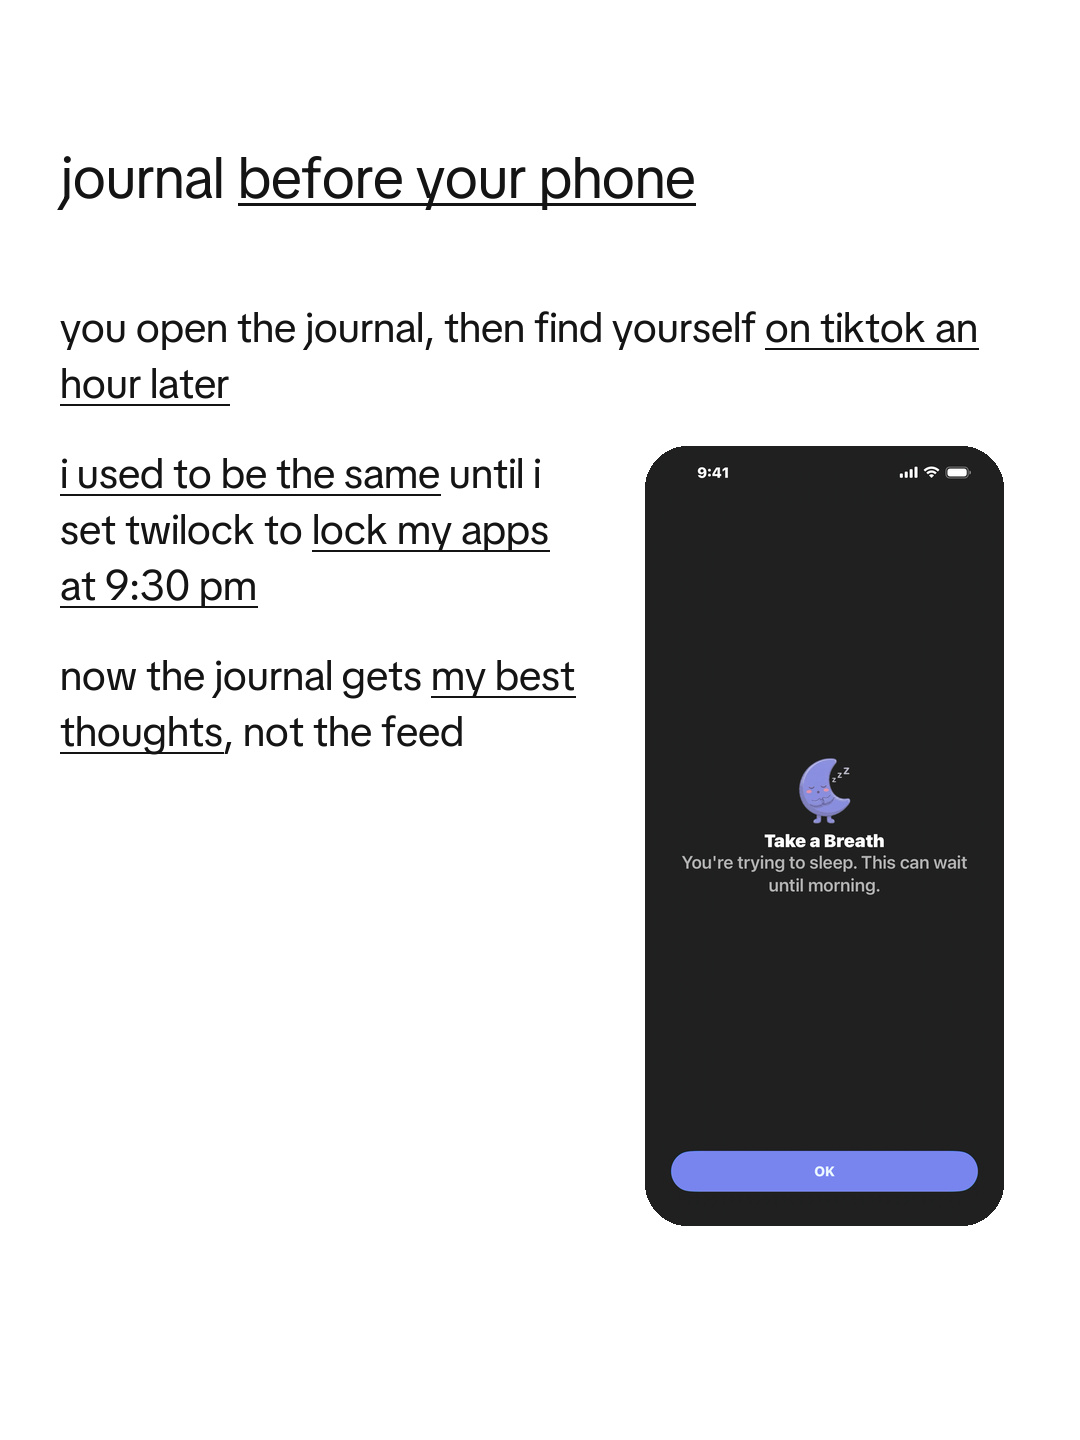 journal before your phone
you open the journal, then find yourself on tiktok an
hour later
i used to be the same until i
set twilock to lock my apps
at 9:30 pm
now the journal gets my best
thoughts, not the feed
9:41
z z z
Take a Breath
You're trying to sleep. This can wait
until morning.
OK